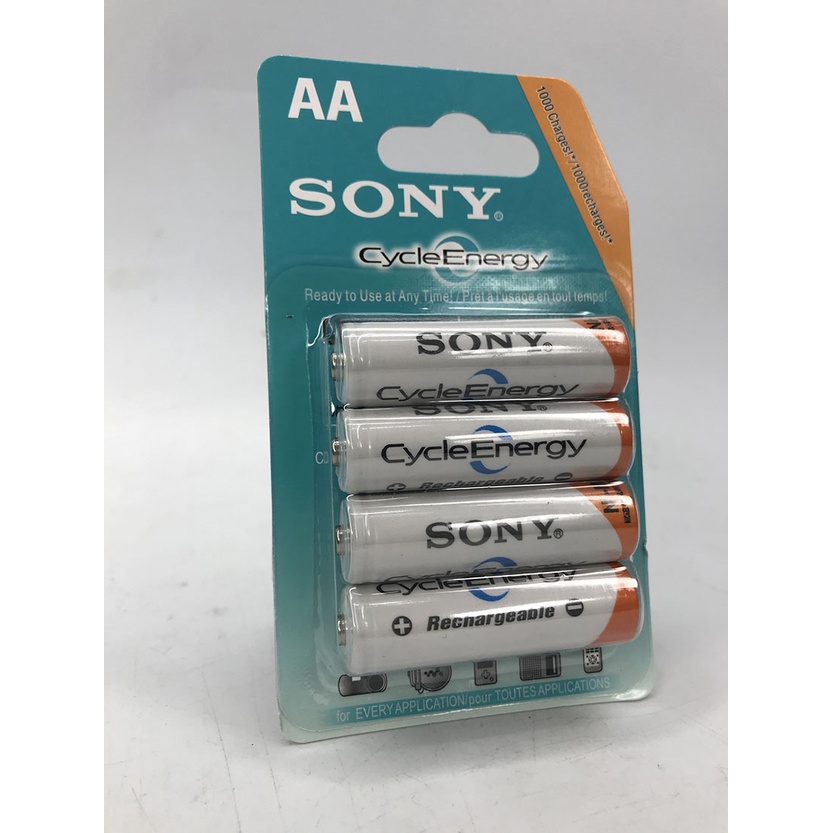 AA
1000 Charges!*/1000recharges!*
SONY®
CycleEnergy
Ready to Use at Any Time! / Prêt à l'usage en tout temps!
SONY®
CycleEnergy
SONY®
CycleEnergy
Rechargeable
SONY®
CycleEnergy
+ Rechargeable -
for EVERY APPLICATION/pour TOUTES APPLICATIONS